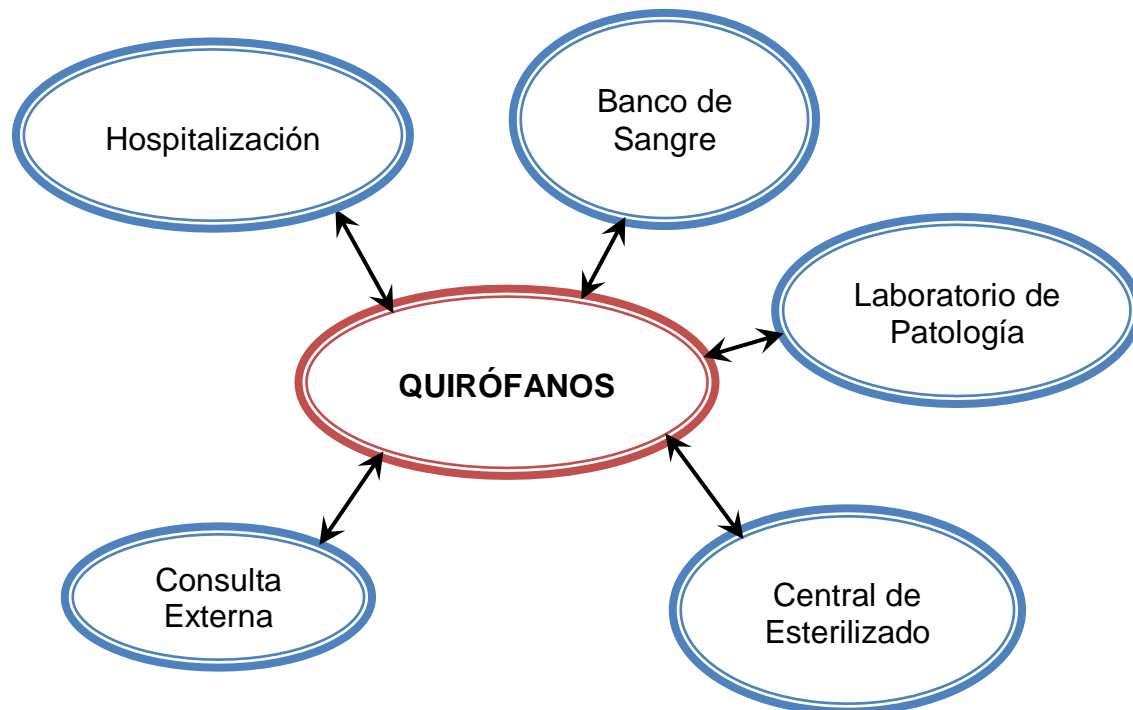 Hospitalización
Banco de
Sangre
Laboratorio de
Patología
QUIRÓFANOS
Consulta
Externa
Central de
Esterilizado